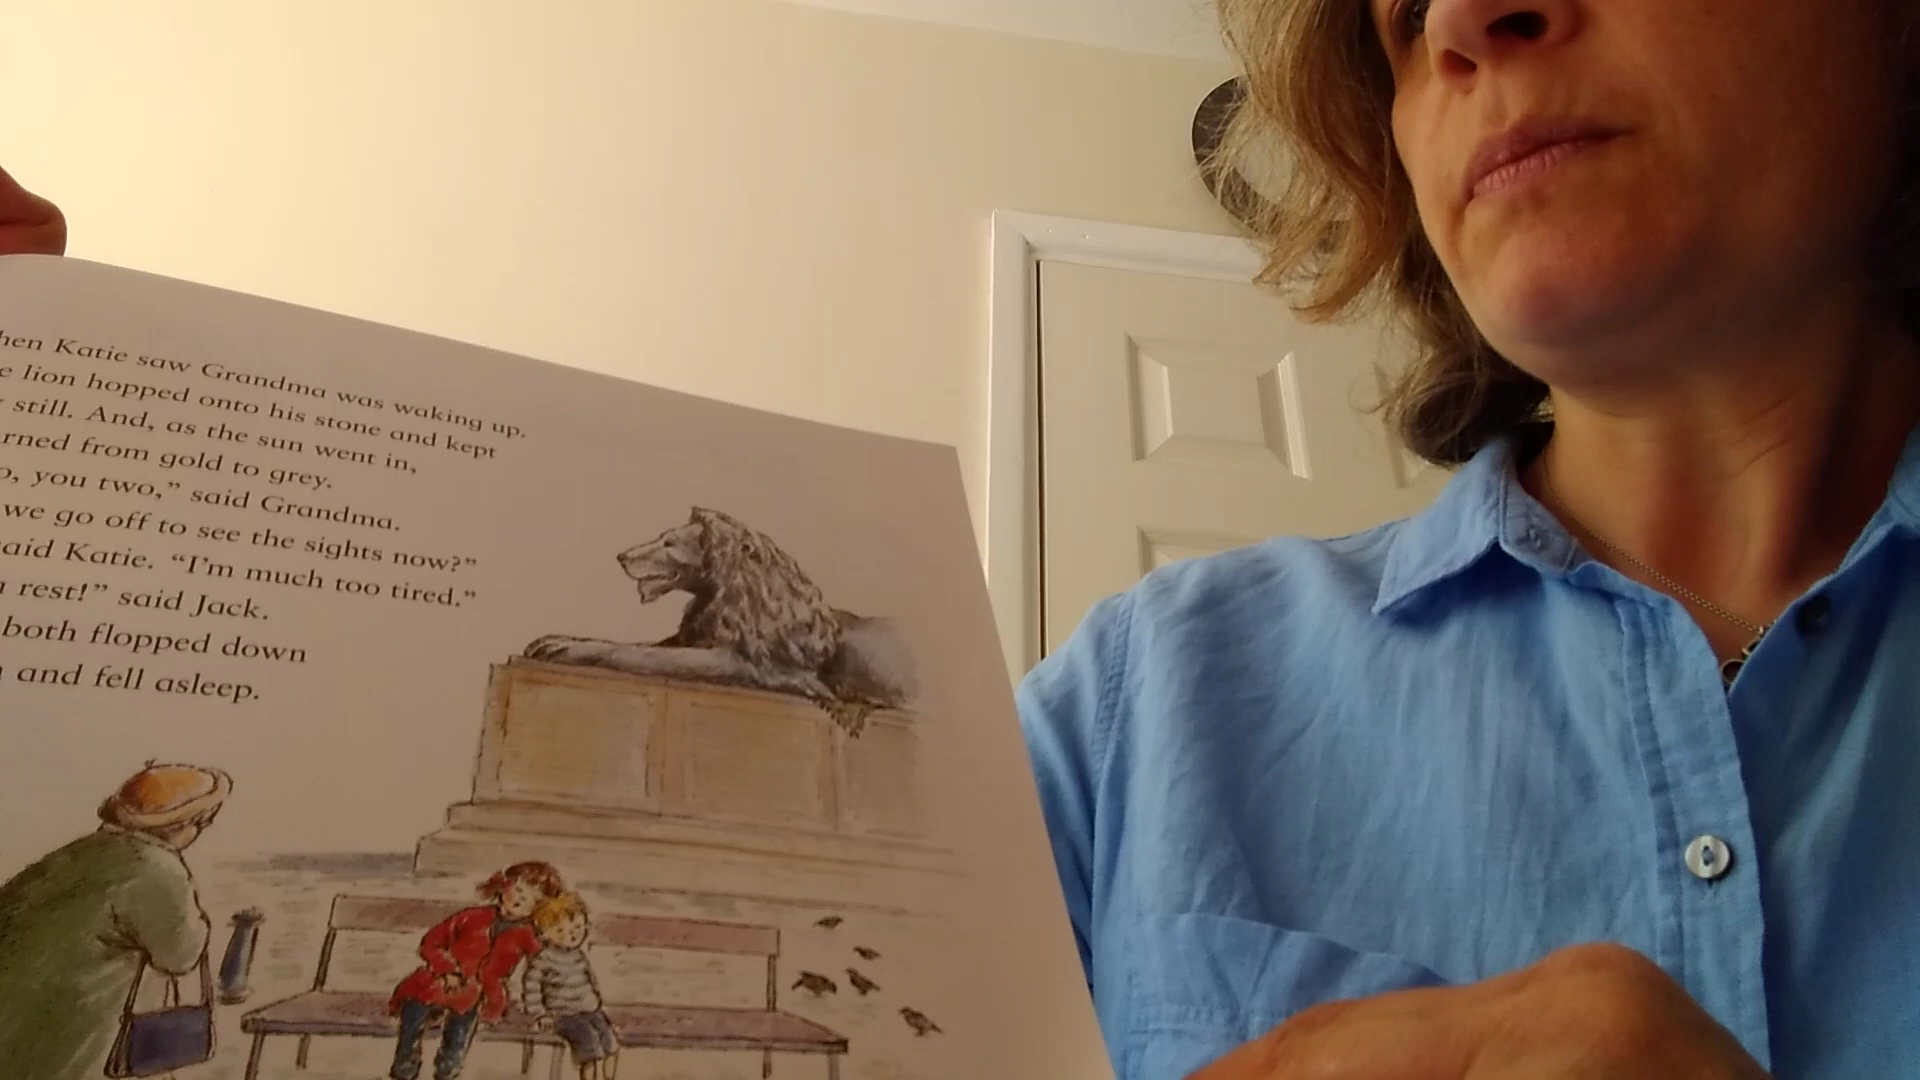 hen Katie saw Grandma was waking up.
e lion hopped onto his stone and kept
still. And, as the sun went in,
rned from gold to grey.
o, you two,” said Grandma.
we go off to see the sights now?”
aid Katie. “I’m much too tired.”
a rest!” said Jack.
both flopped down
and fell asleep.